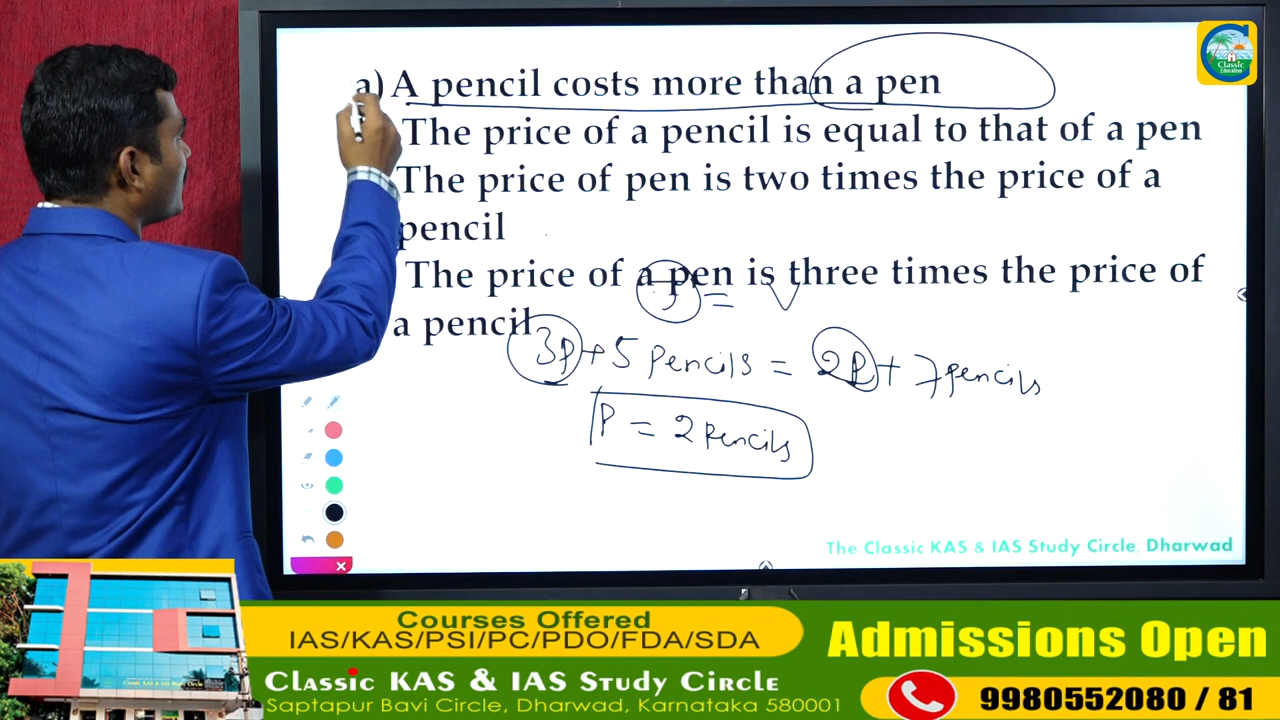 a) A pencil costs more than a pen
The price of a pencil is equal to that of a pen
The price of pen is two times the price of a
pencil
The price of a pen is three times the price of
a pencil
3P + 5 Pencils = 2P + 7 pencils
P = 2 Pencils
The Classic KAS & IAS Study Circle. Dharwad
Classic
Education
Courses Offered
IAS/KAS/PSI/PC/PDO/FDA/SDA
Classic KAS & IAS Study Circle
Saptapur Bavi Circle, Dharwad, Karnataka 580001
Admissions Open
9980552080 / 81